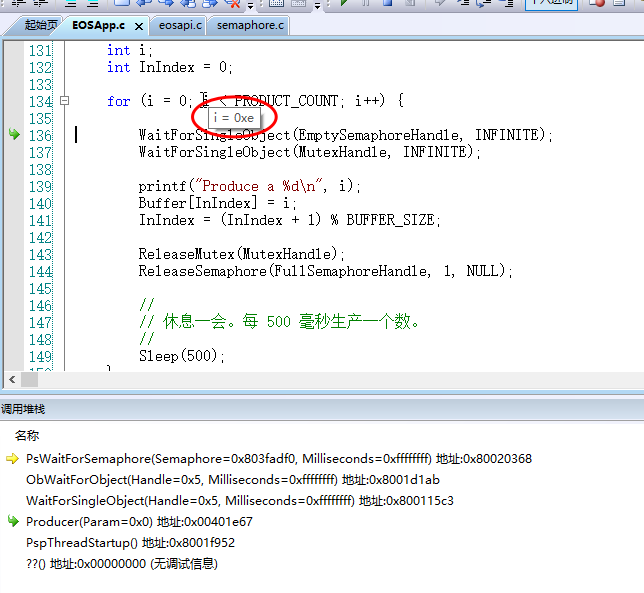 个人进制
起始页 EOSApp.c eosapi.c semaphore.c
131 int i;
132 int InIndex = 0;
133
134 for (i = 0; i < PRODUCT_COUNT; i++) {
135 i = 0xe
136 WaitForSingleObject(EmptySemaphoreHandle, INFINITE);
137 WaitForSingleObject(MutexHandle, INFINITE);
138
139 printf("Produce a %d\n", i);
140 Buffer[InIndex] = i;
141 InIndex = (InIndex + 1) % BUFFER_SIZE;
142
143 ReleaseMutex(MutexHandle);
144 ReleaseSemaphore(FullSemaphoreHandle, 1, NULL);
145
146 //
147 // 休息一会。每 500 毫秒生产一个数。
148 //
149 Sleep(500);
150 }
调用堆栈
名称
PsWaitForSemaphore(Semaphore=0x803fadf0, Milliseconds=0xffffffff) 地址:0x80020368
ObWaitForObject(Handle=0x5, Milliseconds=0xffffffff) 地址:0x8001d1ab
WaitForSingleObject(Handle=0x5, Milliseconds=0xffffffff) 地址:0x800115c3
Producer(Param=0x0) 地址:0x00401e67
PspThreadStartup() 地址:0x8001f952
??() 地址:0x00000000 (无调试信息)